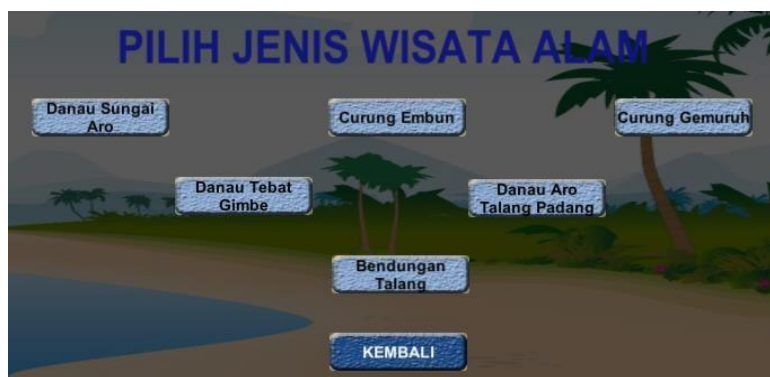 PILIH JENIS WISATA ALAM
Danau Sungai
Aro
Curung Embun
Curung Gemuruh
Danau Tebat
Gimbe
Danau Aro
Talang Padang
Bendungan
Talang
KEMBALI